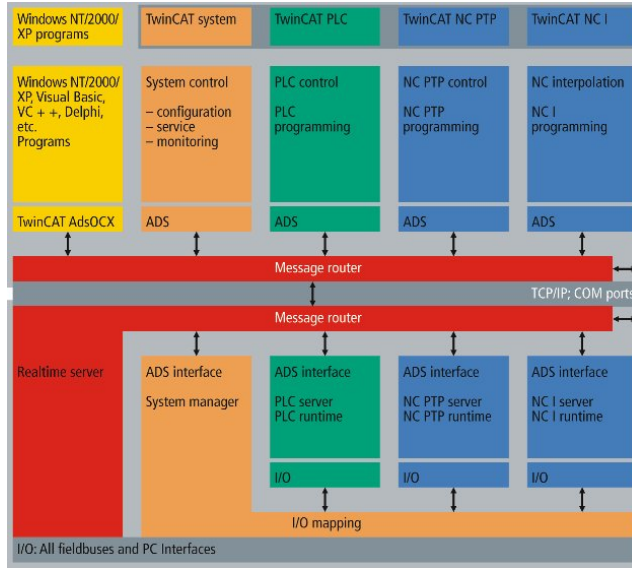 Windows NT/2000/
XP programs
TwinCAT system
TwinCAT PLC
TwinCAT NC PTP
TwinCAT NC I
Windows NT/2000/
XP, Visual Basic,
VC + +, Delphi,
etc.
Programs
System control
– configuration
– service
– monitoring
PLC control
PLC
programming
NC PTP control
NC PTP
programming
NC interpolation
NC I
programming
TwinCAT AdsOCX
ADS
ADS
ADS
ADS
Message router
TCP/IP; COM ports
Message router
Realtime server
ADS interface
System manager
ADS interface
PLC server
PLC runtime
ADS interface
NC PTP server
NC PTP runtime
ADS interface
NC I server
NC I runtime
I/O
I/O
I/O
I/O mapping
I/O: All fieldbuses and PC Interfaces